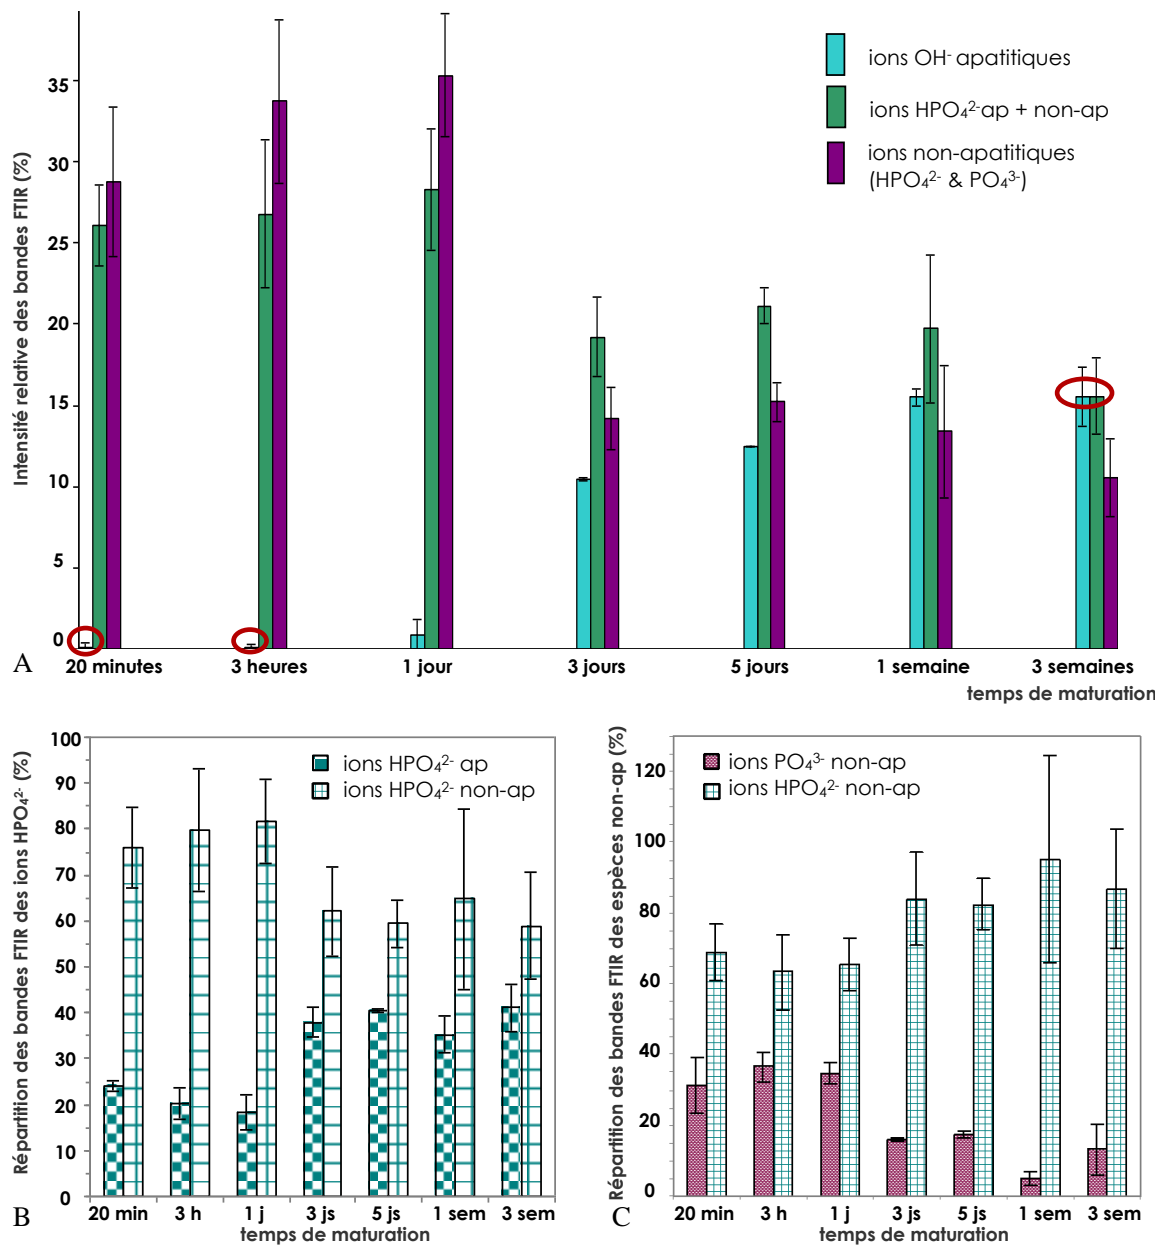 Intensité relative des bandes FTIR (%)
35
30
25
20
15
10
5
0
ions OH- apatitiques
ions HPO₄²⁻ap + non-ap
ions non-apatitiques
(HPO₄²⁻ & PO₄³⁻)
A
20 minutes 3 heures 1 jour 3 jours 5 jours 1 semaine 3 semaines
temps de maturation
Répartition des bandes FTIR des ions HPO₄²⁻ (%)
100
90
80
70
60
50
40
30
20
10
0
ions HPO₄²⁻ ap
ions HPO₄²⁻ non-ap
B
20 min 3 h 1 j 3 js 5 js 1 sem 3 sem
temps de maturation
Répartition des bandes FTIR des espèces non-ap (%)
120
100
80
60
40
20
0
ions PO₄³⁻ non-ap
ions HPO₄²⁻ non-ap
C
20 min 3 h 1 j 3 js 5 js 1 sem 3 sem
temps de maturation